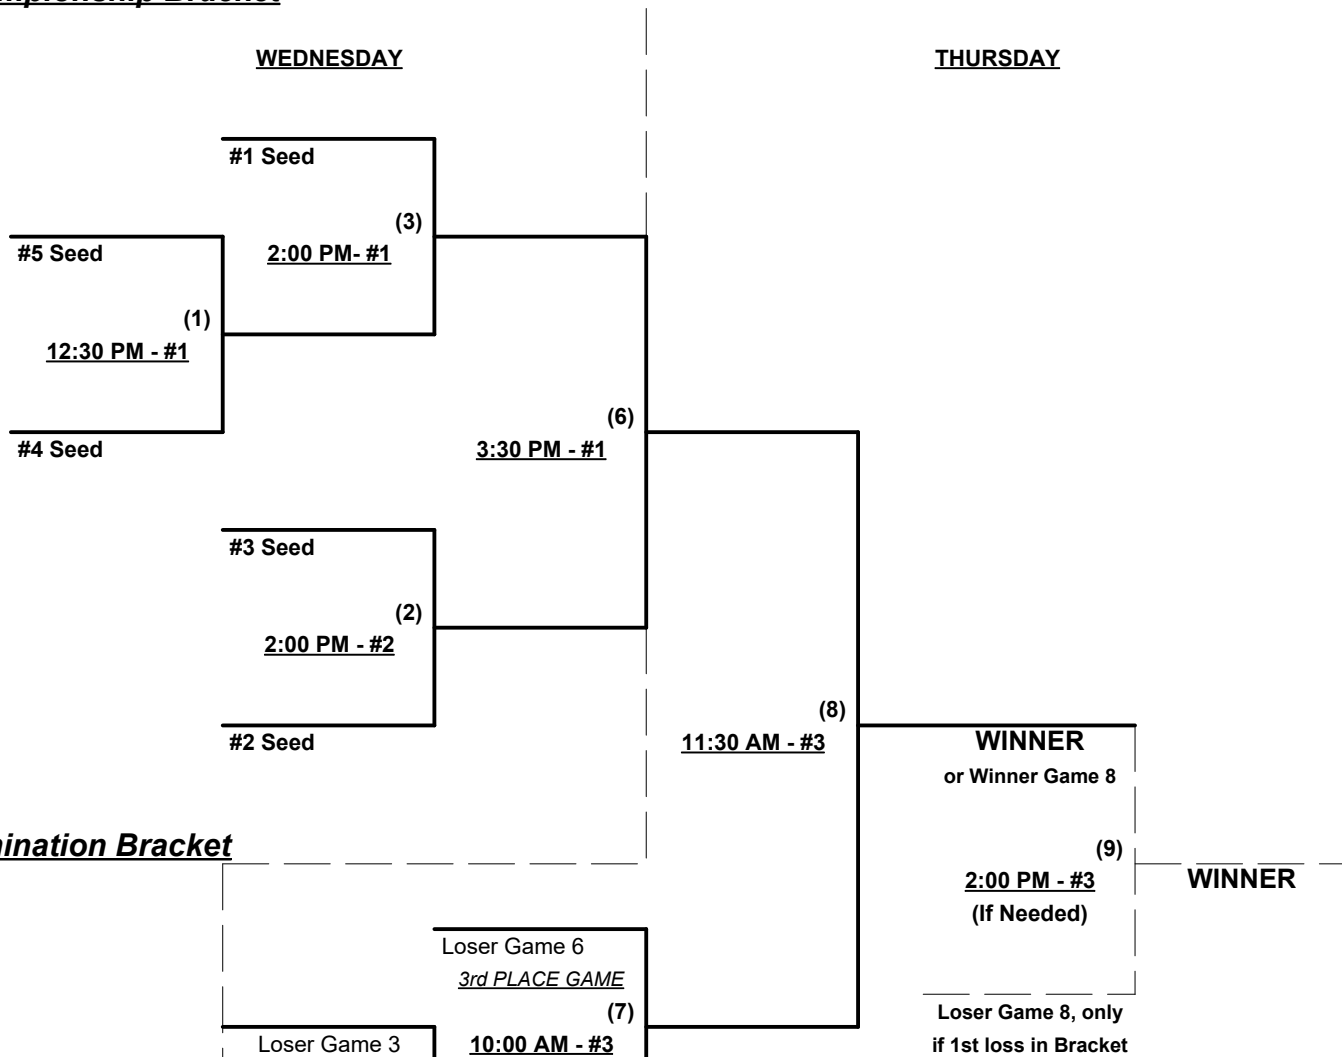 WEDNESDAY
THURSDAY
#1 Seed
(3)
2:00 PM- #1
#5 Seed
(1)
12:30 PM - #1
#4 Seed
(6)
3:30 PM - #1
#3 Seed
(2)
2:00 PM - #2
#2 Seed
(8)
11:30 AM - #3
WINNER
or Winner Game 8
Bracket
(9)
2:00 PM - #3
(If Needed)
WINNER
Loser Game 6
3rd PLACE GAME
(7)
10:00 AM - #3
Loser Game 3
Loser Game 8, only
if 1st loss in Bracket